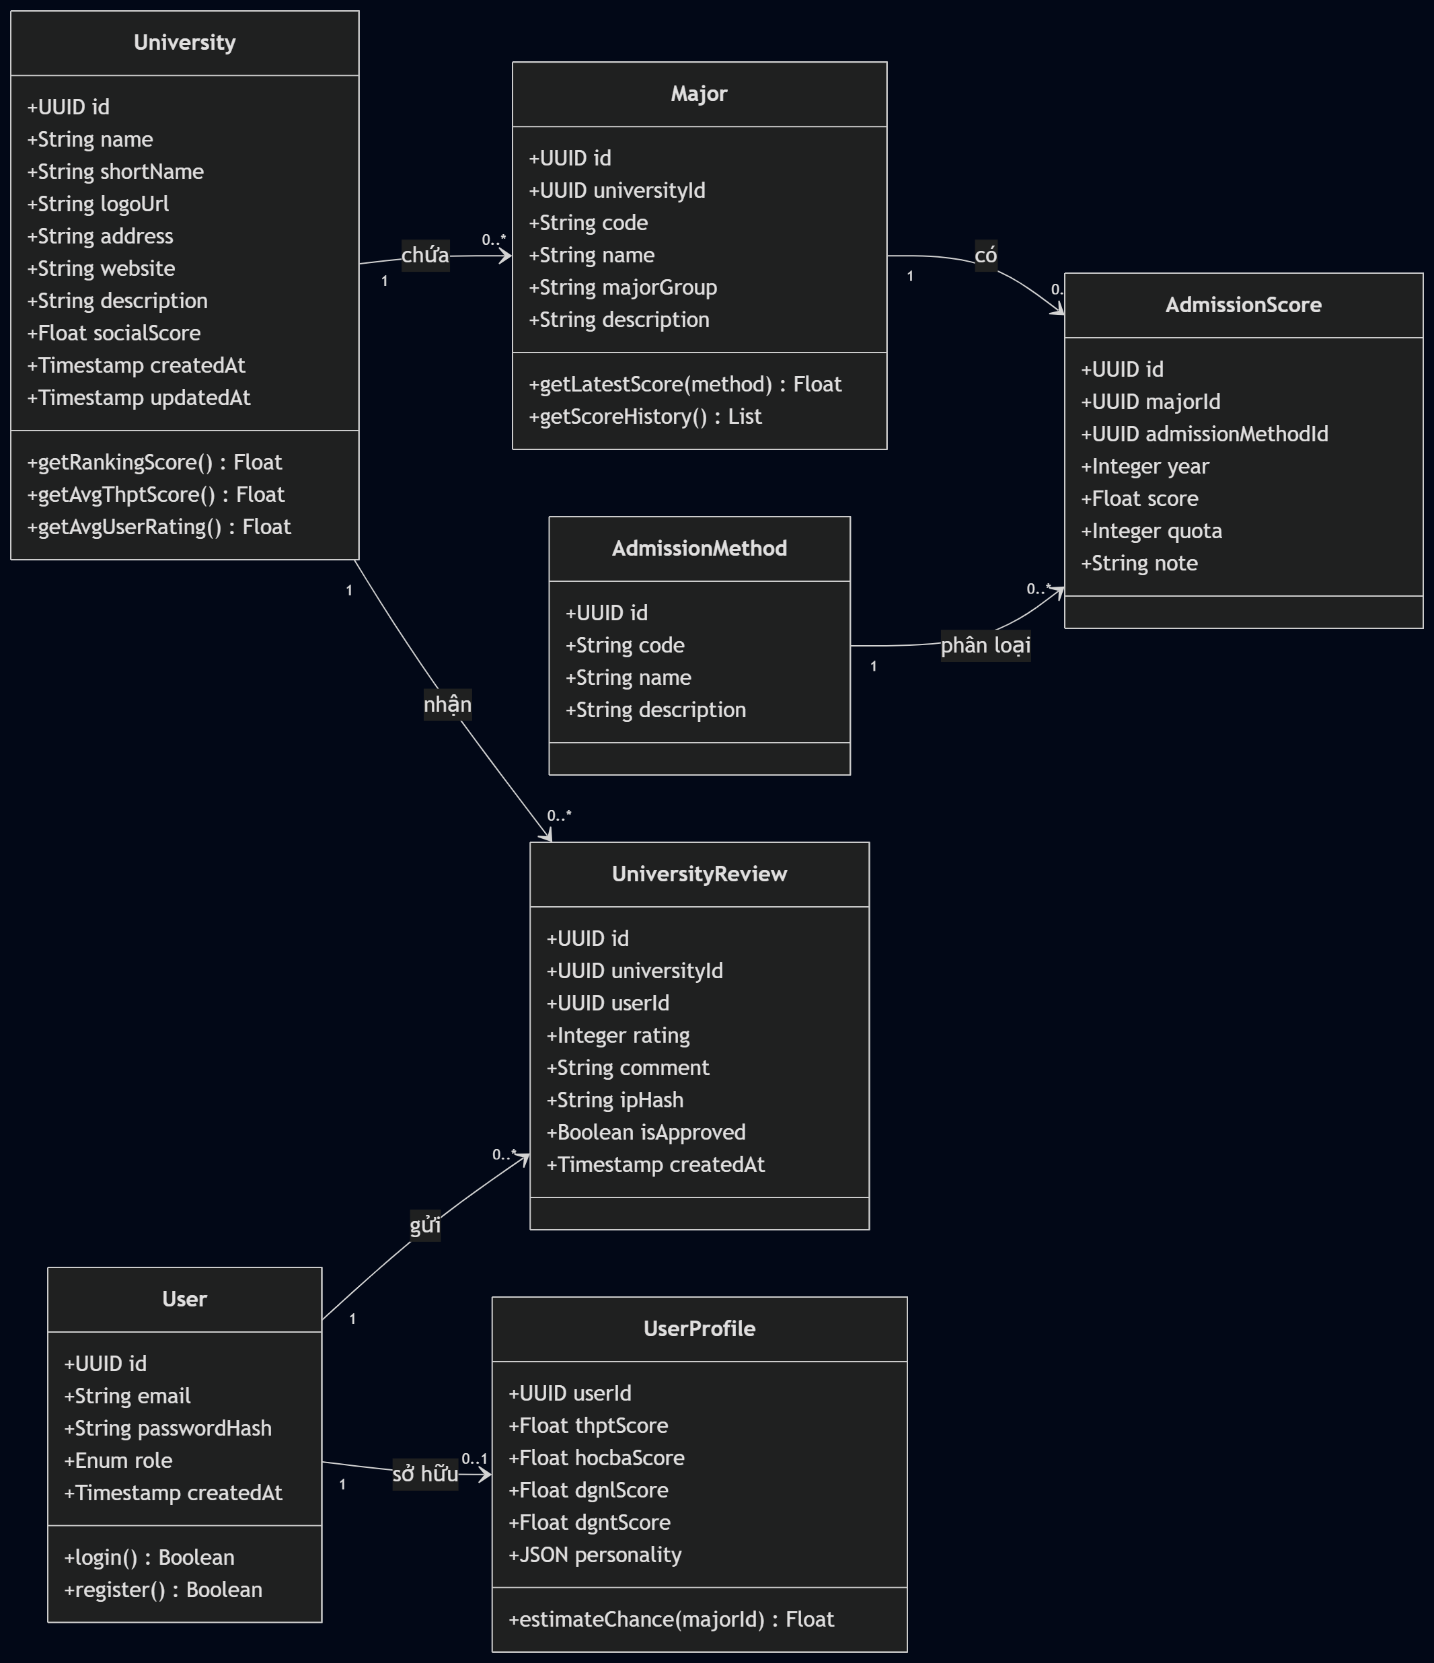 University
+UUID id
+String name
+String shortName
+String logoUrl
+String address
+String website
+String description
+Float socialScore
+Timestamp createdAt
+Timestamp updatedAt
+getRankingScore() : Float
+getAvgThptScore() : Float
+getAvgUserRating() : Float
1
chứa
0..*
Major
+UUID id
+UUID universityId
+String code
+String name
+String majorGroup
+String description
+getLatestScore(method) : Float
+getScoreHistory() : List
1
có
0.
AdmissionScore
+UUID id
+UUID majorId
+UUID admissionMethodId
+Integer year
+Float score
+Integer quota
+String note
AdmissionMethod
+UUID id
+String code
+String name
+String description
1
phân loại
0..*
1
nhận
0..*
UniversityReview
+UUID id
+UUID universityId
+UUID userId
+Integer rating
+String comment
+String ipHash
+Boolean isApproved
+Timestamp createdAt
0..*
gửi
1
User
+UUID id
+String email
+String passwordHash
+Enum role
+Timestamp createdAt
+login() : Boolean
+register() : Boolean
1
sở hữu
0..1
UserProfile
+UUID userId
+Float thptScore
+Float hocbaScore
+Float dgnlScore
+Float dgntScore
+JSON personality
+estimateChance(majorId) : Float